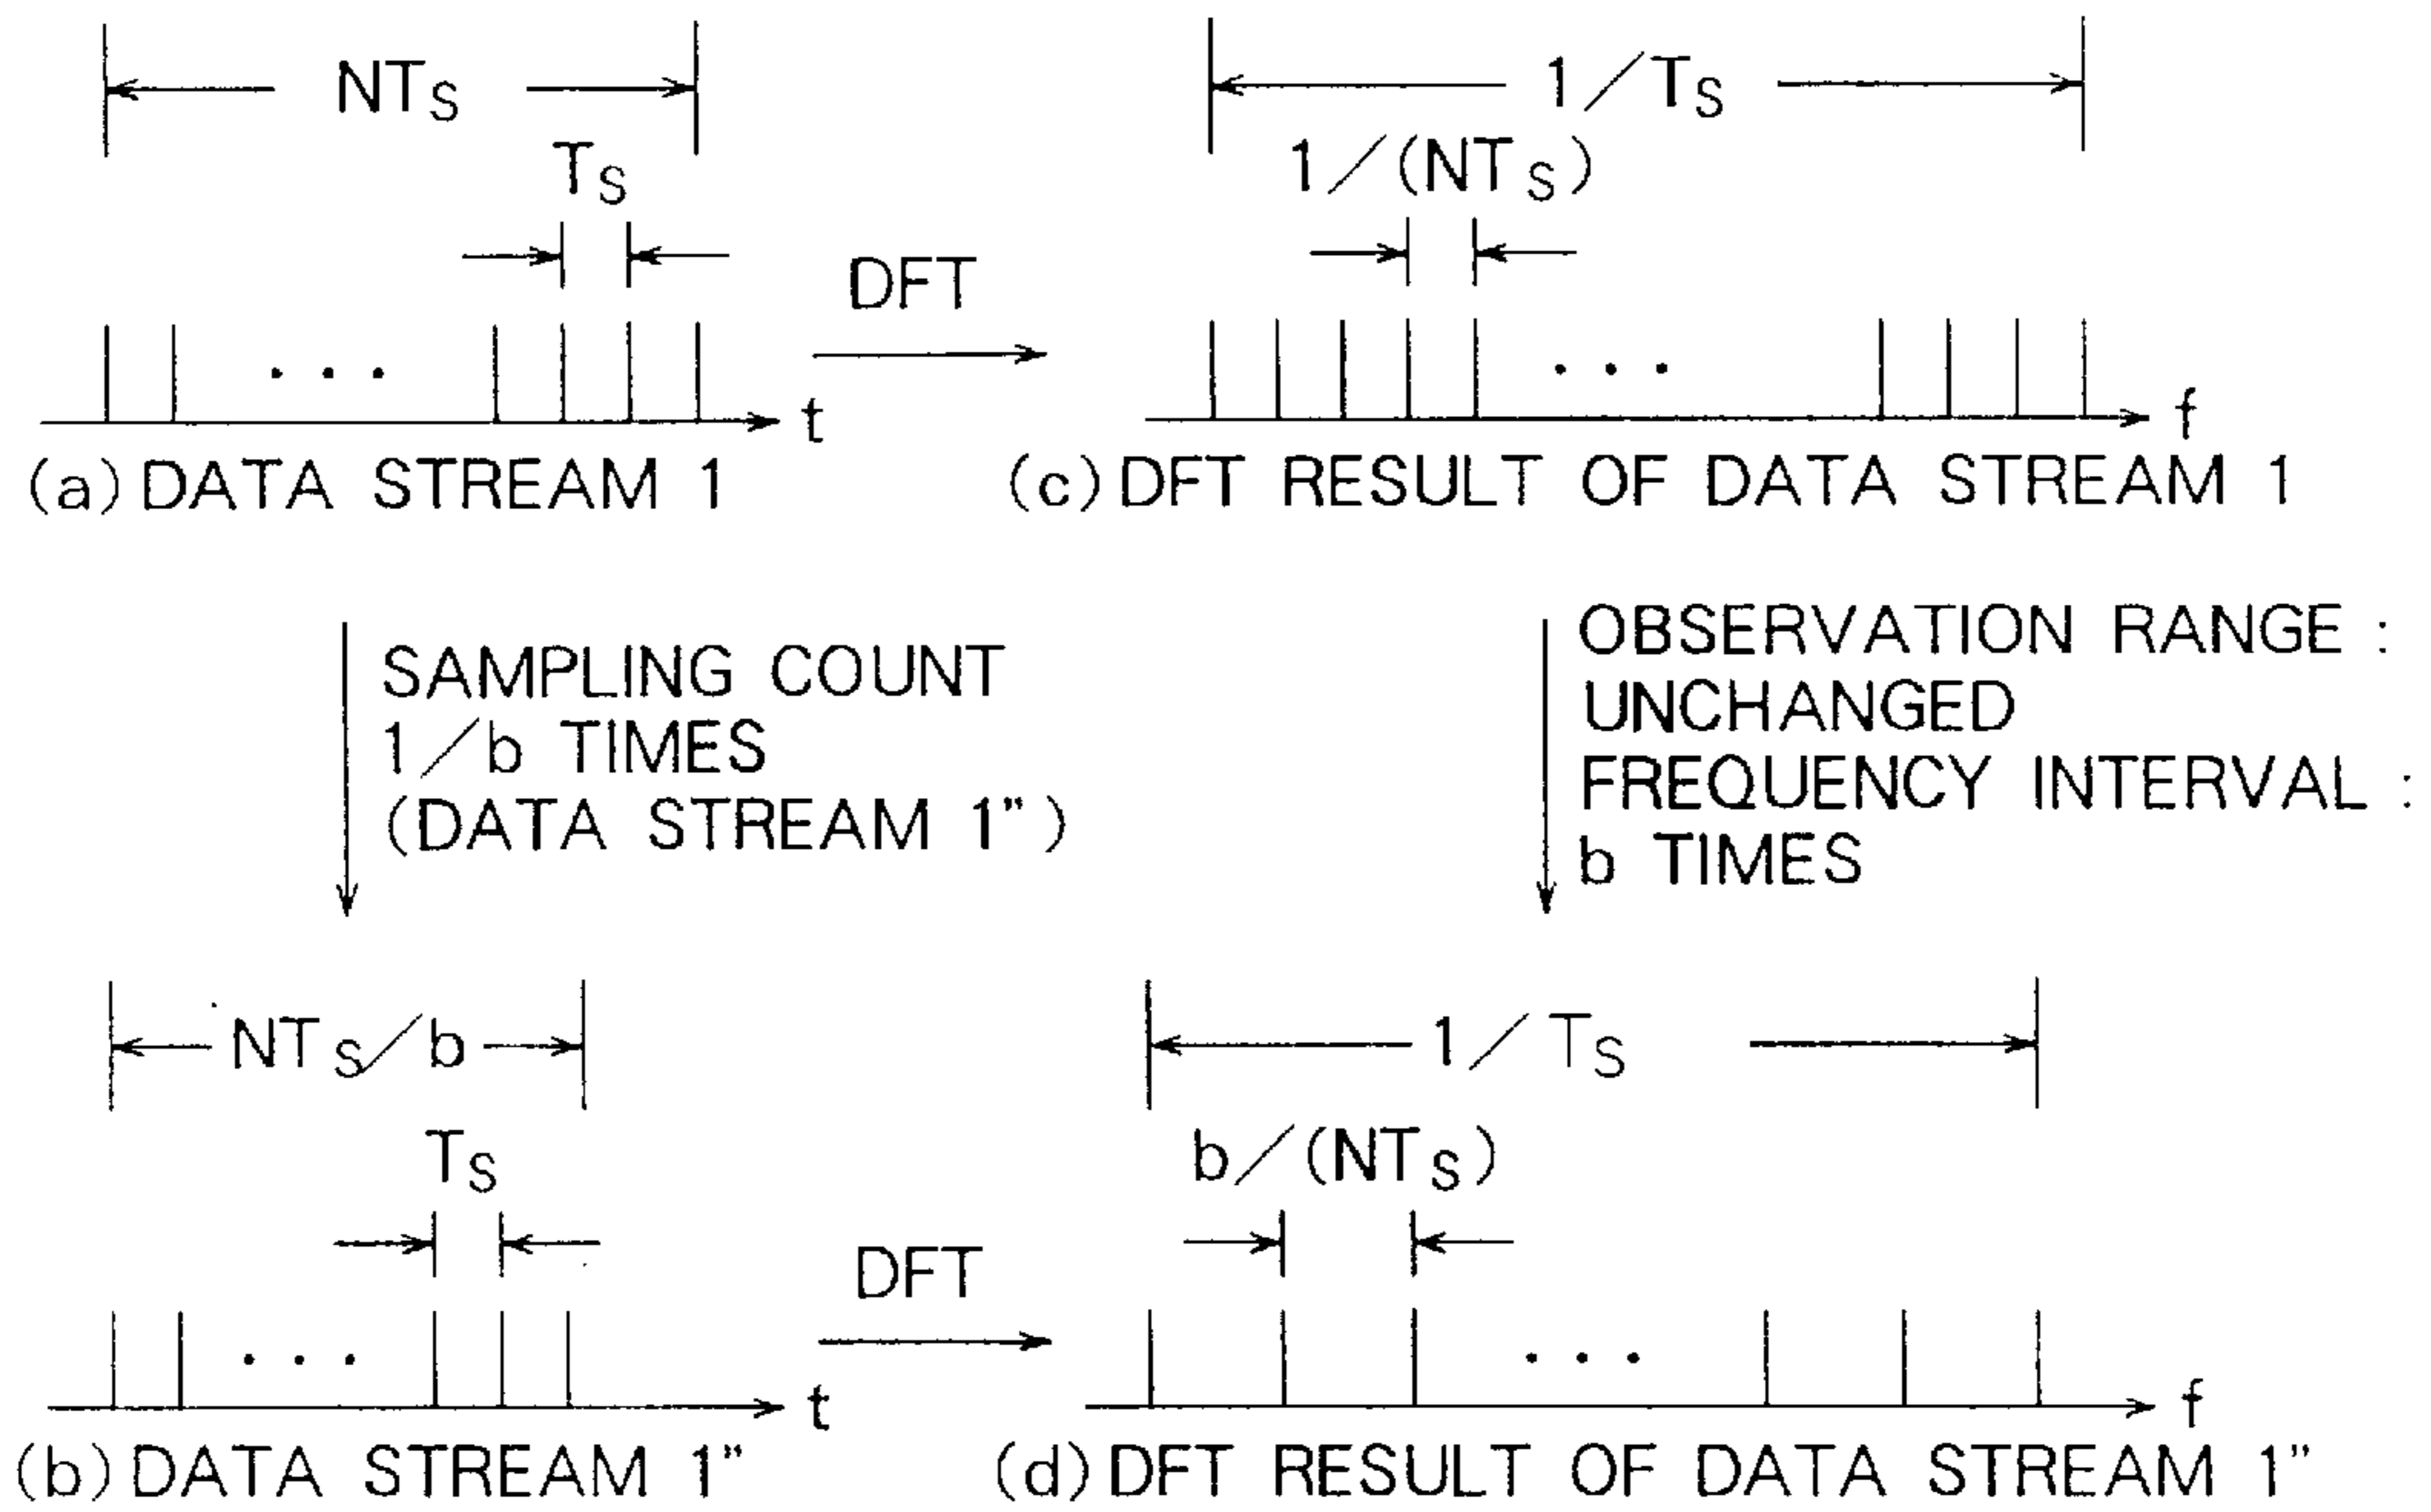 NTS
TS
DFT
t
(a) DATA STREAM 1
1/TS
1/(NTS)
f
(c) DFT RESULT OF DATA STREAM 1
SAMPLING COUNT
1/b TIMES
(DATA STREAM 1")
OBSERVATION RANGE :
UNCHANGED
FREQUENCY INTERVAL :
b TIMES
NTS/b
TS
DFT
t
(b) DATA STREAM 1"
1/TS
b/(NTS)
f
(d) DFT RESULT OF DATA STREAM 1"